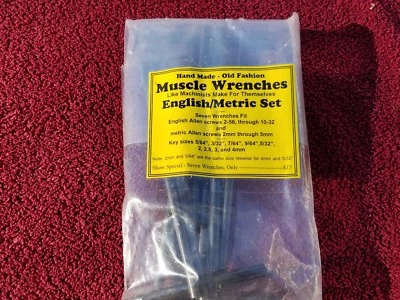 Hand Made - Old Fashion
Muscle Wrenches
Like Machinists Make For Themselves
English/Metric Set
Seven Wrenches Fit
English Allen screws 2-56, through 10-32
and
metric Allen screws 2mm through 5mm
Key sizes 5/64", 3/32", 7/64", 9/64", 5/32"
2, 2.5, 3, and 4mm
Note: 2mm and 5/64" are the same size likewise for 4mm and 5/32"
Show Special - Seven Wrenches, Only ---------------- $15